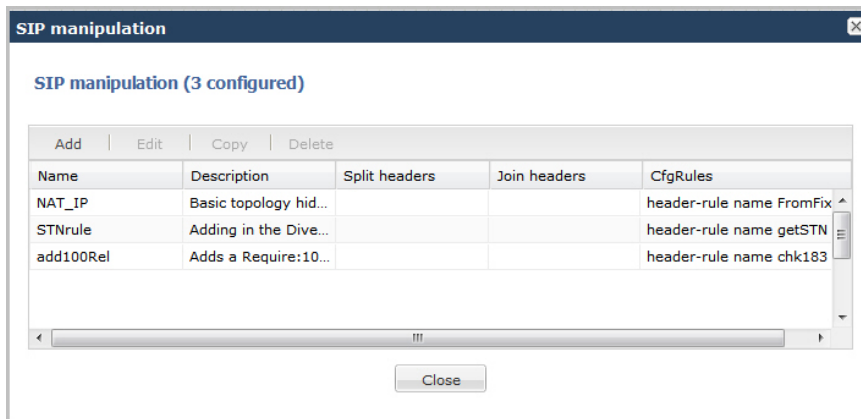 SIP manipulation
SIP manipulation (3 configured)
Add Edit Copy Delete
Name Description Split headers Join headers CfgRules
NAT_IP Basic topology hid... header-rule name FromFix
STNrule Adding in the Dive... header-rule name getSTN
add100Rel Adds a Require:10... header-rule name chk183
Close